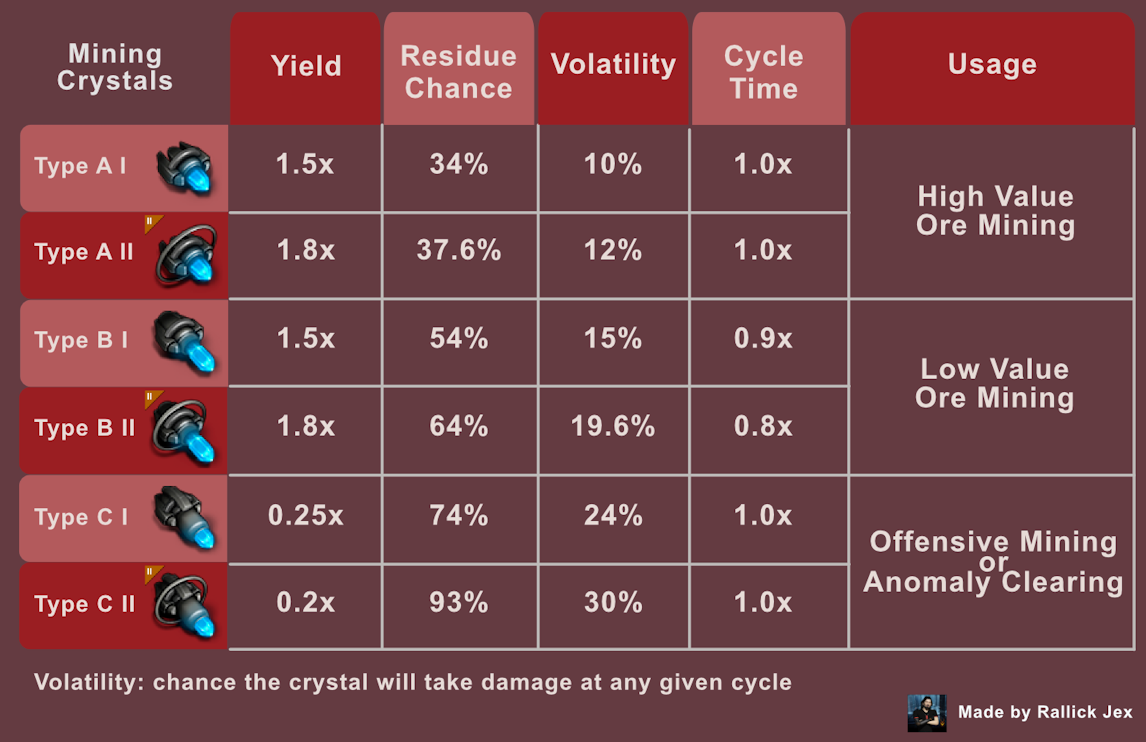 Mining
Crystals
Yield
Residue
Chance
Volatility
Cycle
Time
Usage
Type A I
1.5x
34%
10%
1.0x
High Value
Ore Mining
II
Type A II
1.8x
37.6%
12%
1.0x
Type B I
1.5x
54%
15%
0.9x
Low Value
Ore Mining
II
Type B II
1.8x
64%
19.6%
0.8x
Type C I
0.25x
74%
24%
1.0x
Offensive Mining
or
Anomaly Clearing
II
Type C II
0.2x
93%
30%
1.0x
Volatility: chance the crystal will take damage at any given cycle
Made by Rallick Jex